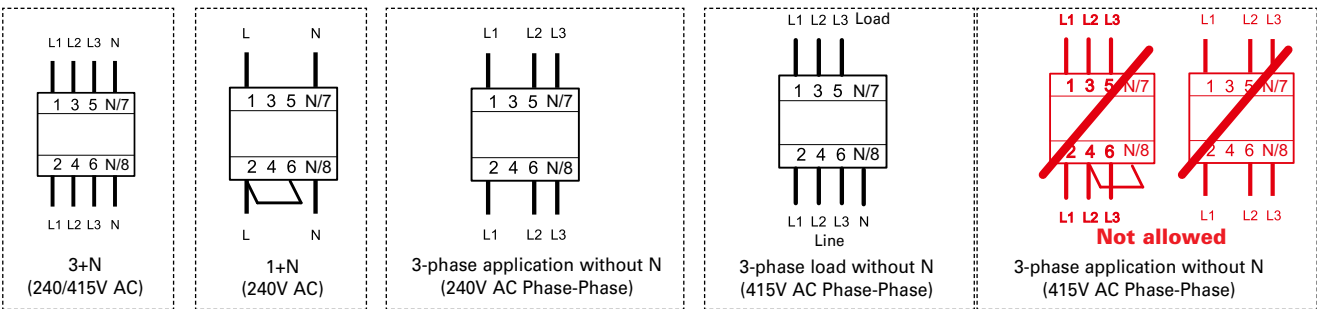 L1 L2 L3 N
1 3 5 N/7
2 4 6 N/8
L1 L2 L3 N
3+N
(240/415V AC)
L N
1 3 5 N/7
2 4 6 N/8
L N
1+N
(240V AC)
L1 L2 L3
1 3 5 N/7
2 4 6 N/8
L1 L2 L3
3-phase application without N
(240V AC Phase-Phase)
L1 L2 L3 Load
1 3 5 N/7
2 4 6 N/8
L1 L2 L3 N
Line
3-phase load without N
(415V AC Phase-Phase)
L1 L2 L3
1 3 5 N/7
2 4 6 N/8
L1 L2 L3
L1 L2 L3
1 3 5 N/7
2 4 6 N/8
L1 L2 L3
Not allowed
3-phase application without N
(415V AC Phase-Phase)